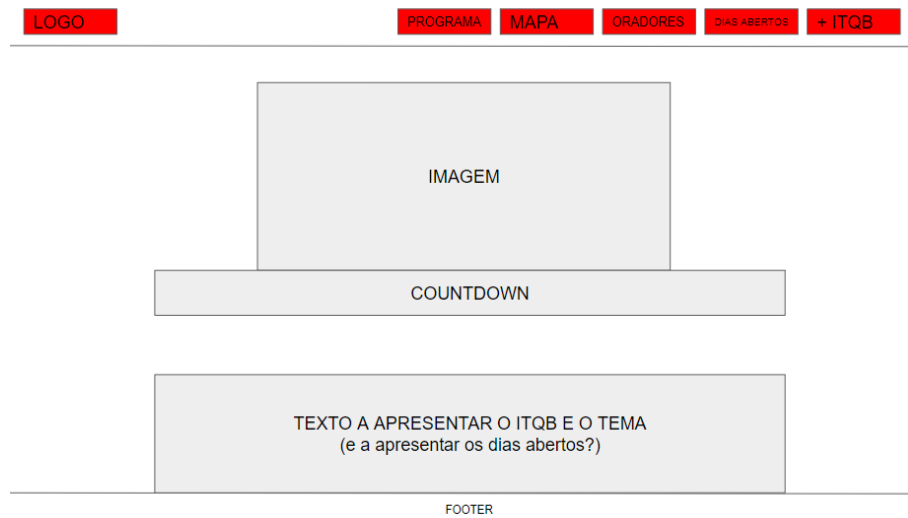 LOGO
PROGRAMA
MAPA
ORADORES
DIAS ABERTOS
+ ITQB
IMAGEM
COUNTDOWN
TEXTO A APRESENTAR O ITQB E O TEMA
(e a apresentar os dias abertos?)
FOOTER